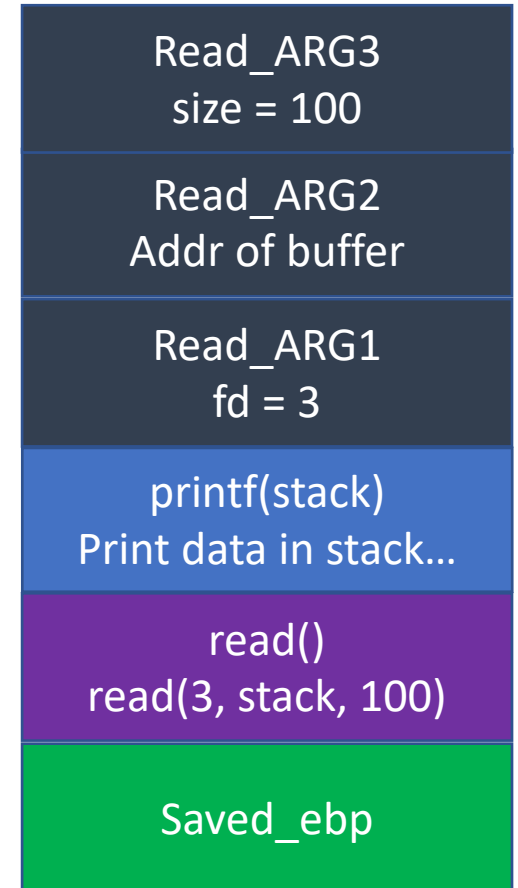 Read_ARG3
size = 100
Read_ARG2
Addr of buffer
Read_ARG1
fd = 3
printf(stack)
Print data in stack…
read()
read(3, stack, 100)
Saved_ebp